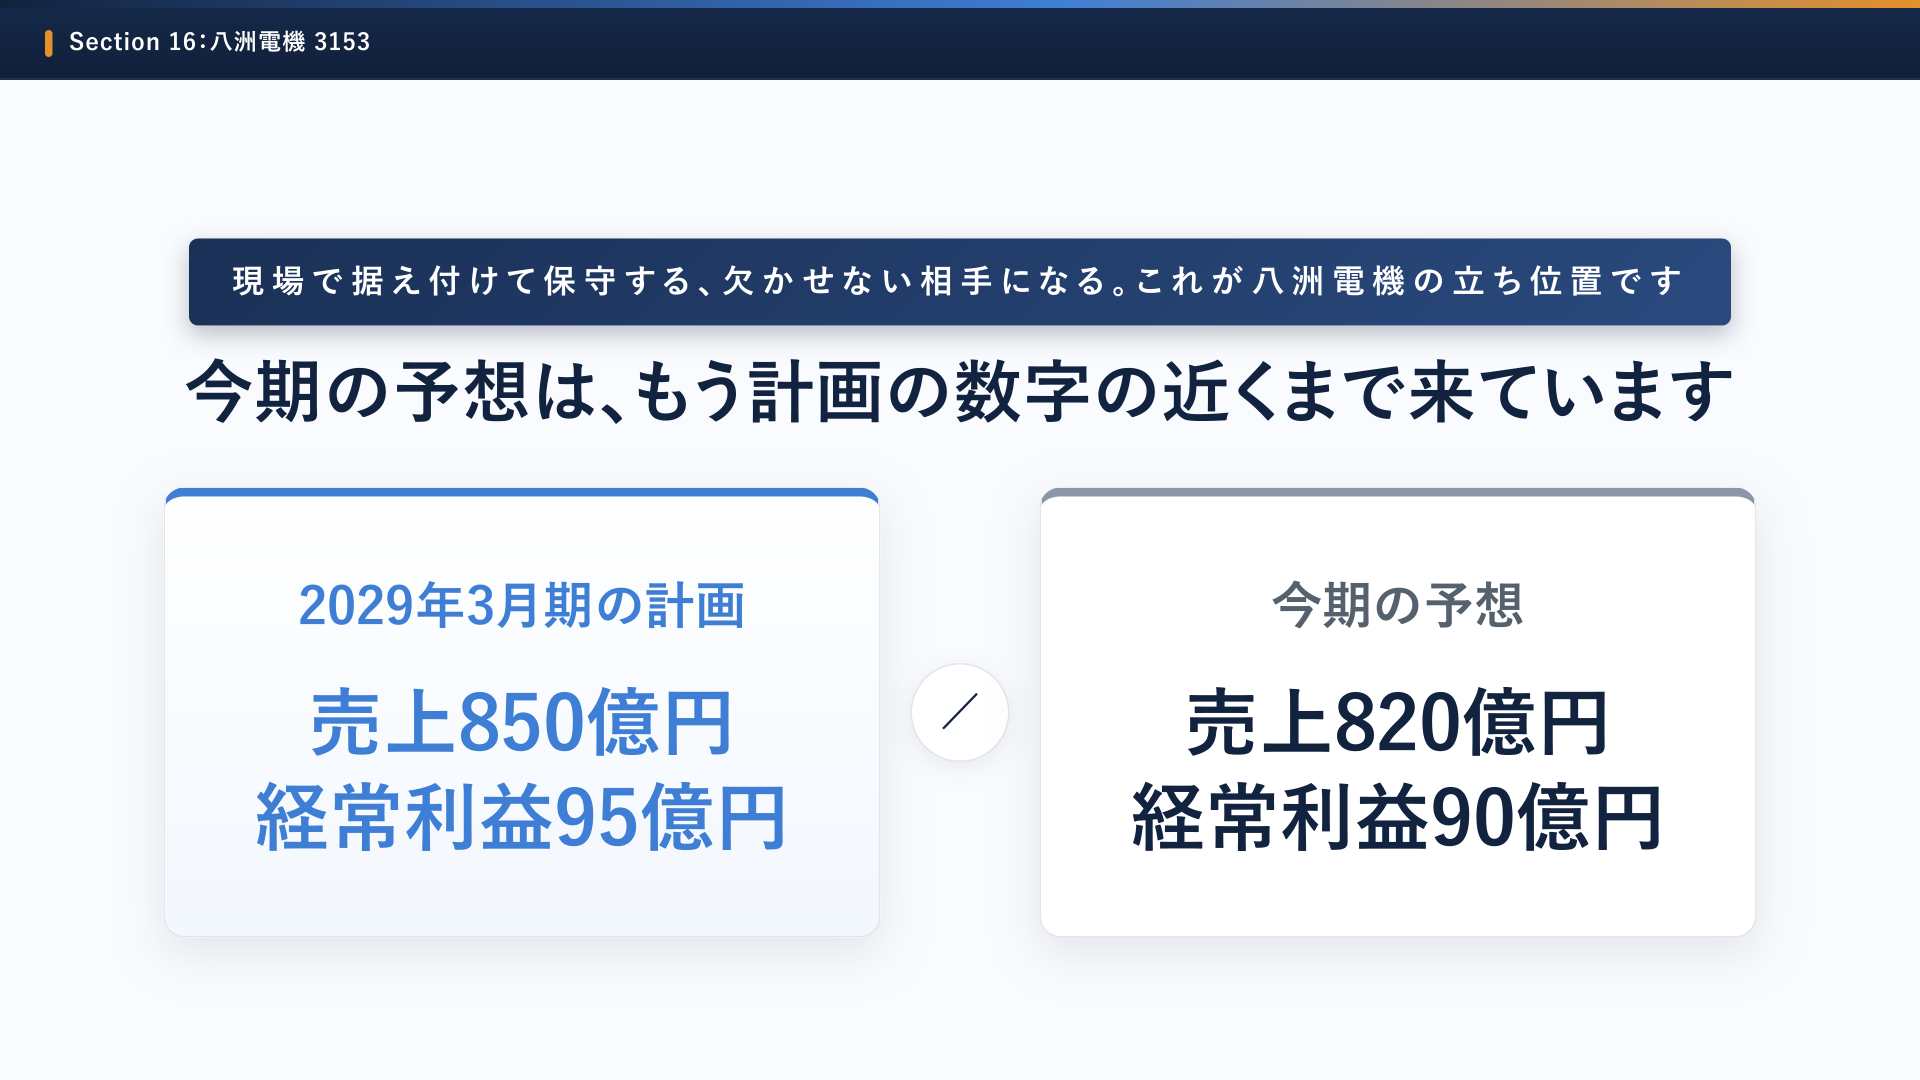 Section 16：八洲電機 3153
現場で据え付けて保守する、欠かせない相手になる。これが八洲電機の立ち位置です
今期の予想は、もう計画の数字の近くまで来ています
2029年3月期の計画
売上850億円
経常利益95億円
／
今期の予想
売上820億円
経常利益90億円